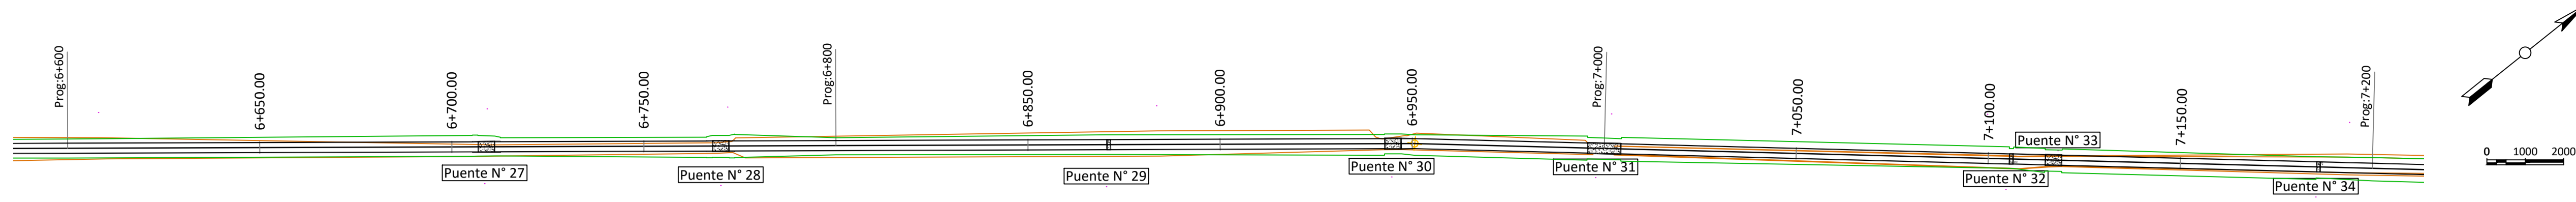 Prog:6+600
6+650.00
6+700.00
6+750.00
Prog:6+800
6+850.00
6+900.00
6+950.00
Prog:7+000
7+050.00
7+100.00
7+150.00
Prog:7+200
Puente N° 27
Puente N° 28
Puente N° 29
Puente N° 30
Puente N° 31
Puente N° 32
Puente N° 33
Puente N° 34
0 1000 2000